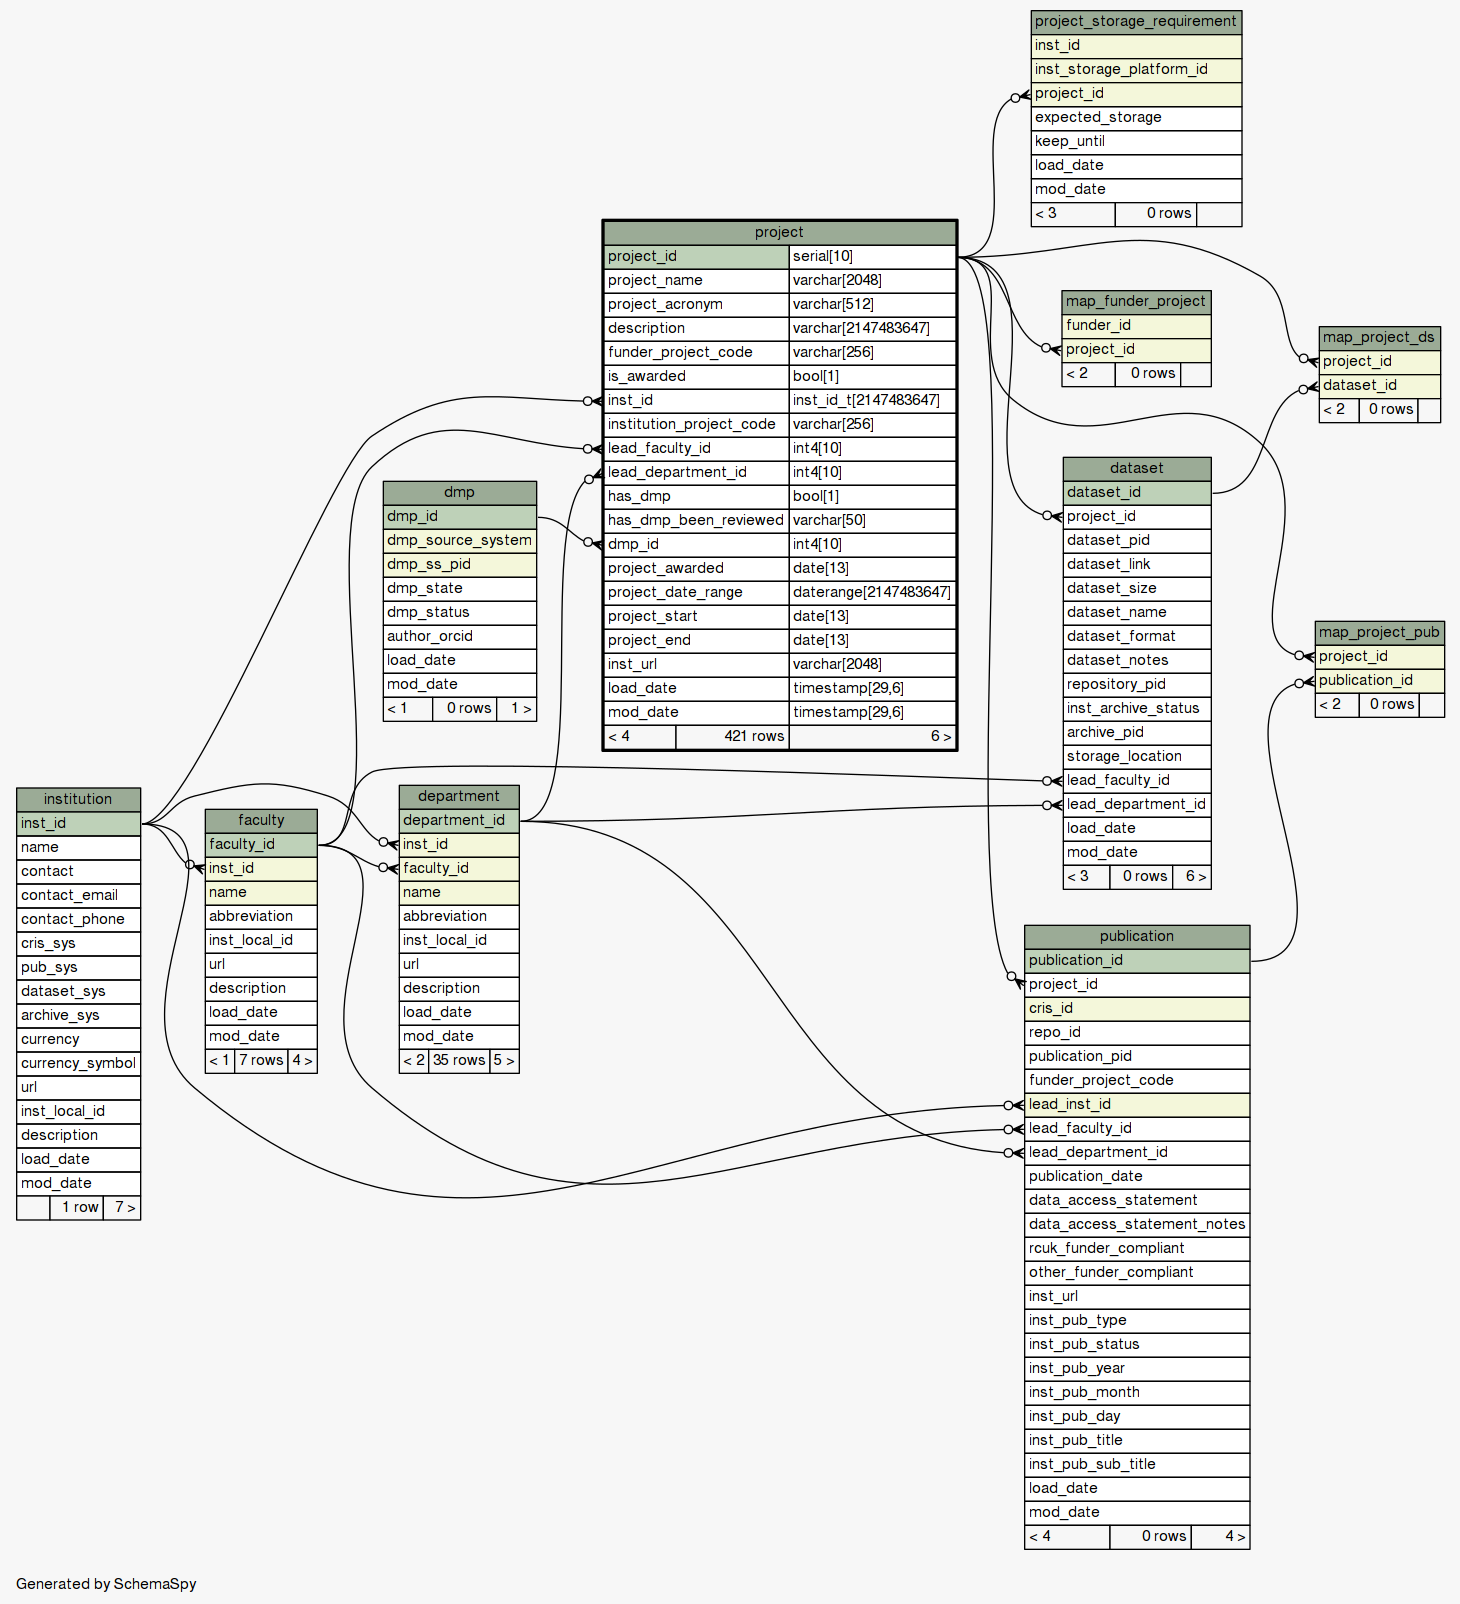 project_storage_requirement
inst_id
inst_storage_platform_id
project_id
expected_storage
keep_until
load_date
mod_date
< 3 0 rows
project
project_id serial[10]
project_name varchar[2048]
project_acronym varchar[512]
description varchar[2147483647]
funder_project_code varchar[256]
is_awarded bool[1]
inst_id inst_id_t[2147483647]
institution_project_code varchar[256]
lead_faculty_id int4[10]
lead_department_id int4[10]
has_dmp bool[1]
has_dmp_been_reviewed varchar[50]
dmp_id int4[10]
project_awarded date[13]
project_date_range daterange[2147483647]
project_start date[13]
project_end date[13]
inst_url varchar[2048]
load_date timestamp[29,6]
mod_date timestamp[29,6]
< 4 421 rows 6 >
map_funder_project
funder_id
project_id
< 2 0 rows
map_project_ds
project_id
dataset_id
< 2 0 rows
dmp
dmp_id
dmp_source_system
dmp_ss_pid
dmp_state
dmp_status
author_orcid
load_date
mod_date
< 1 0 rows 1 >
dataset
dataset_id
project_id
dataset_pid
dataset_link
dataset_size
dataset_name
dataset_format
dataset_notes
repository_pid
inst_archive_status
archive_pid
storage_location
lead_faculty_id
lead_department_id
load_date
mod_date
< 3 0 rows 6 >
map_project_pub
project_id
publication_id
< 2 0 rows
institution
inst_id
name
contact
contact_email
contact_phone
cris_sys
pub_sys
dataset_sys
archive_sys
currency
currency_symbol
url
inst_local_id
description
load_date
mod_date
1 row 7 >
faculty
faculty_id
inst_id
name
abbreviation
inst_local_id
url
description
load_date
mod_date
< 1 7 rows 4 >
department
department_id
inst_id
faculty_id
name
abbreviation
inst_local_id
url
description
load_date
mod_date
< 2 35 rows 5 >
publication
publication_id
project_id
cris_id
repo_id
publication_pid
funder_project_code
lead_inst_id
lead_faculty_id
lead_department_id
publication_date
data_access_statement
data_access_statement_notes
rcuk_funder_compliant
other_funder_compliant
inst_url
inst_pub_type
inst_pub_status
inst_pub_year
inst_pub_month
inst_pub_day
inst_pub_title
inst_pub_sub_title
load_date
mod_date
< 4 0 rows 4 >
Generated by SchemaSpy